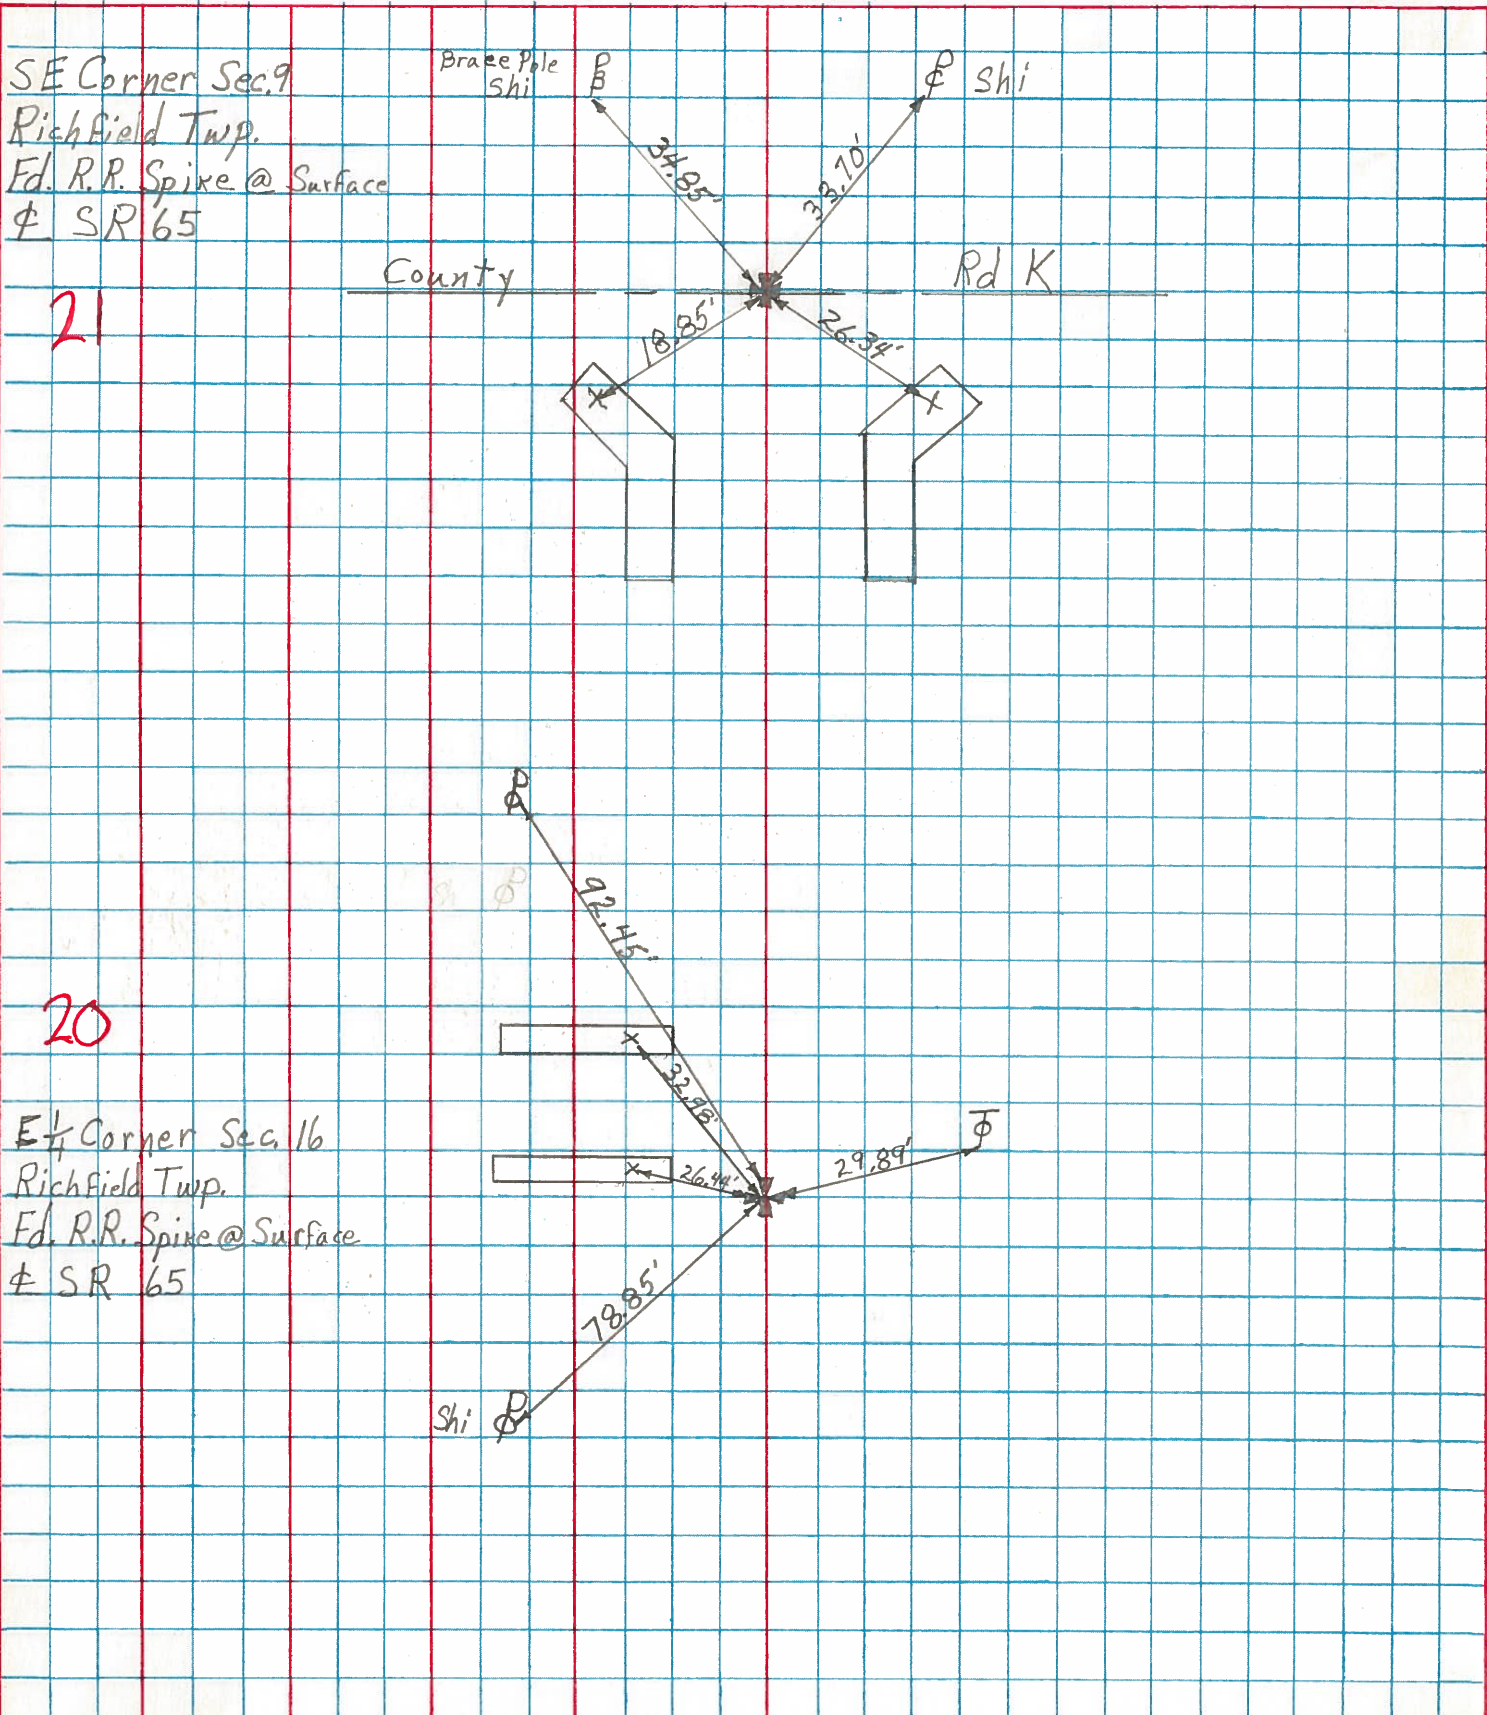 SE Corner Sec. 9
Richfield Twp.
Fd. R.R. Spike @ Surface
℄ SR 65
21
Brace Pole
Shi
Shi
34.85'
33.70'
County Rd K
18.85'
26.34'
92.45'
20
32.98'
E 1/4 Corner Sec. 16
Richfield Twp.
Fd. R.R. Spike @ Surface
℄ SR 65
26.44'
29.89'
78.85'
Shi